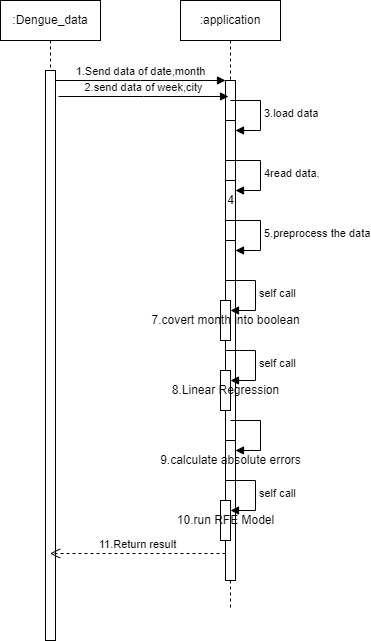 :Dengue_data
:application
1.Send data of date,month
2.send data of week,city
3.load data
4read data.
4
5.preprocess the data
self call
7.covert month into boolean
self call
8.Linear Regression
9.calculate absolute errors
self call
10.run RFE Model
11.Return result